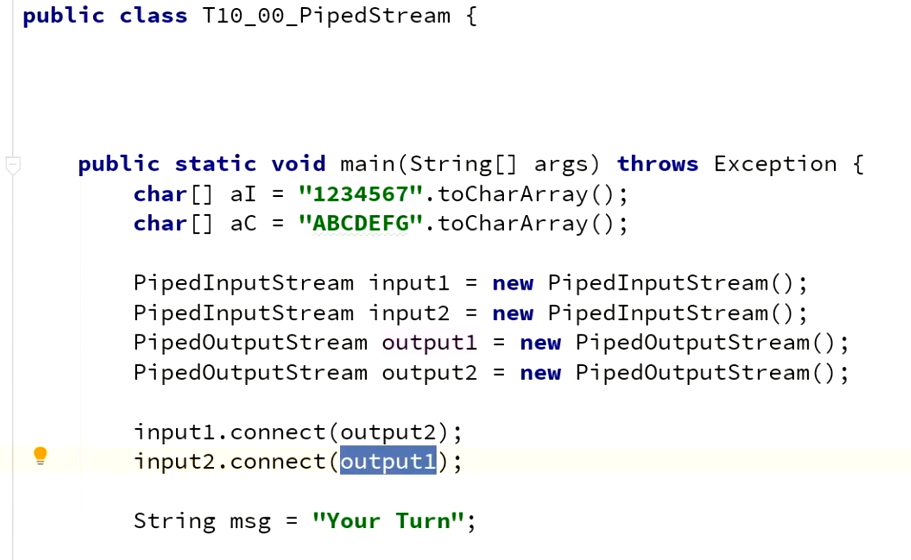 public class T10_00_PipedStream {
public static void main(String[] args) throws Exception {
char[] aI = "1234567".toCharArray();
char[] aC = "ABCDEFG".toCharArray();
PipedInputStream input1 = new PipedInputStream();
PipedInputStream input2 = new PipedInputStream();
PipedOutputStream output1 = new PipedOutputStream();
PipedOutputStream output2 = new PipedOutputStream();
input1.connect(output2);
input2.connect(output1);
String msg = "Your Turn";